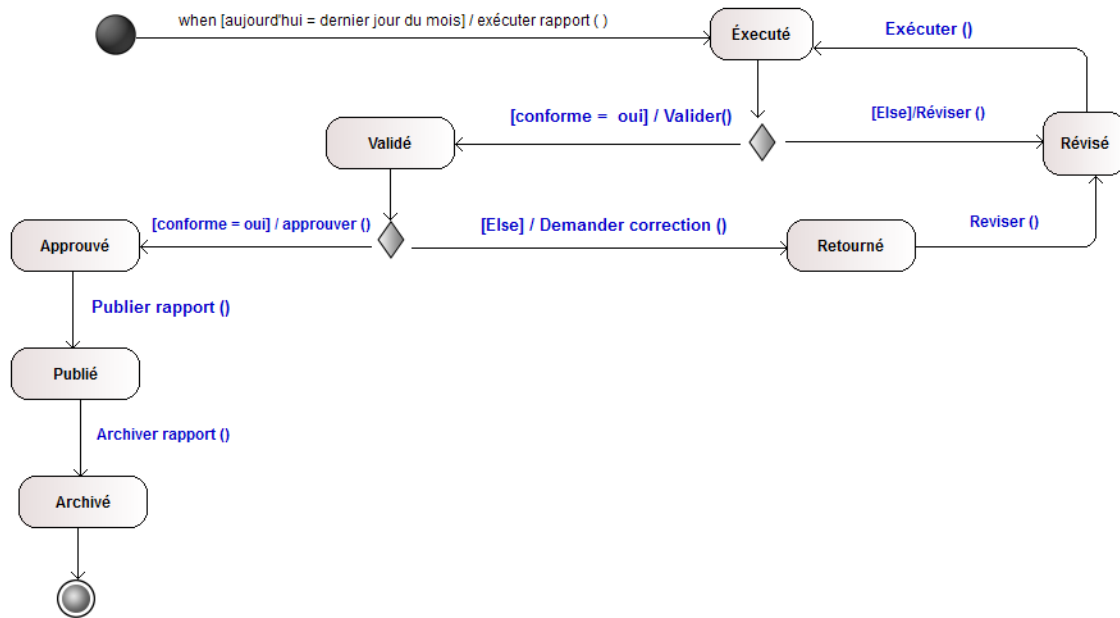 when [aujourd'hui = dernier jour du mois] / exécuter rapport ( )
Éxecuté
Exécuter ()
[conforme =  oui] / Valider()
[Else]/Réviser ()
Validé
Révisé
[conforme = oui] / approuver ()
[Else] / Demander correction ()
Reviser ()
Approuvé
Retourné
Publier rapport ()
Publié
Archiver rapport ()
Archivé